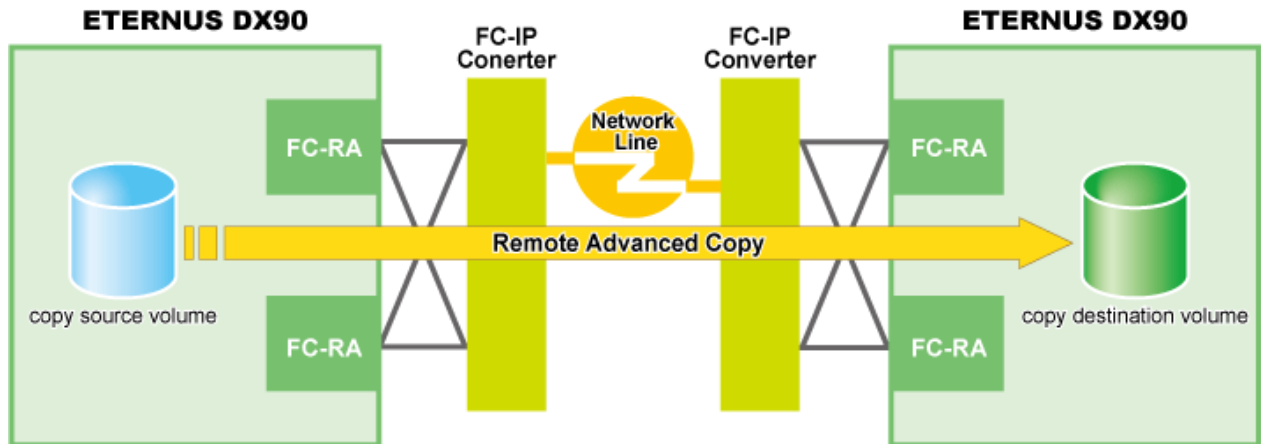 ETERNUS DX90
ETERNUS DX90
FC-IP
Conerter
FC-IP
Converter
FC-RA
Network
Line
FC-RA
Remote Advanced Copy
copy source volume
copy destination volume
FC-RA
FC-RA